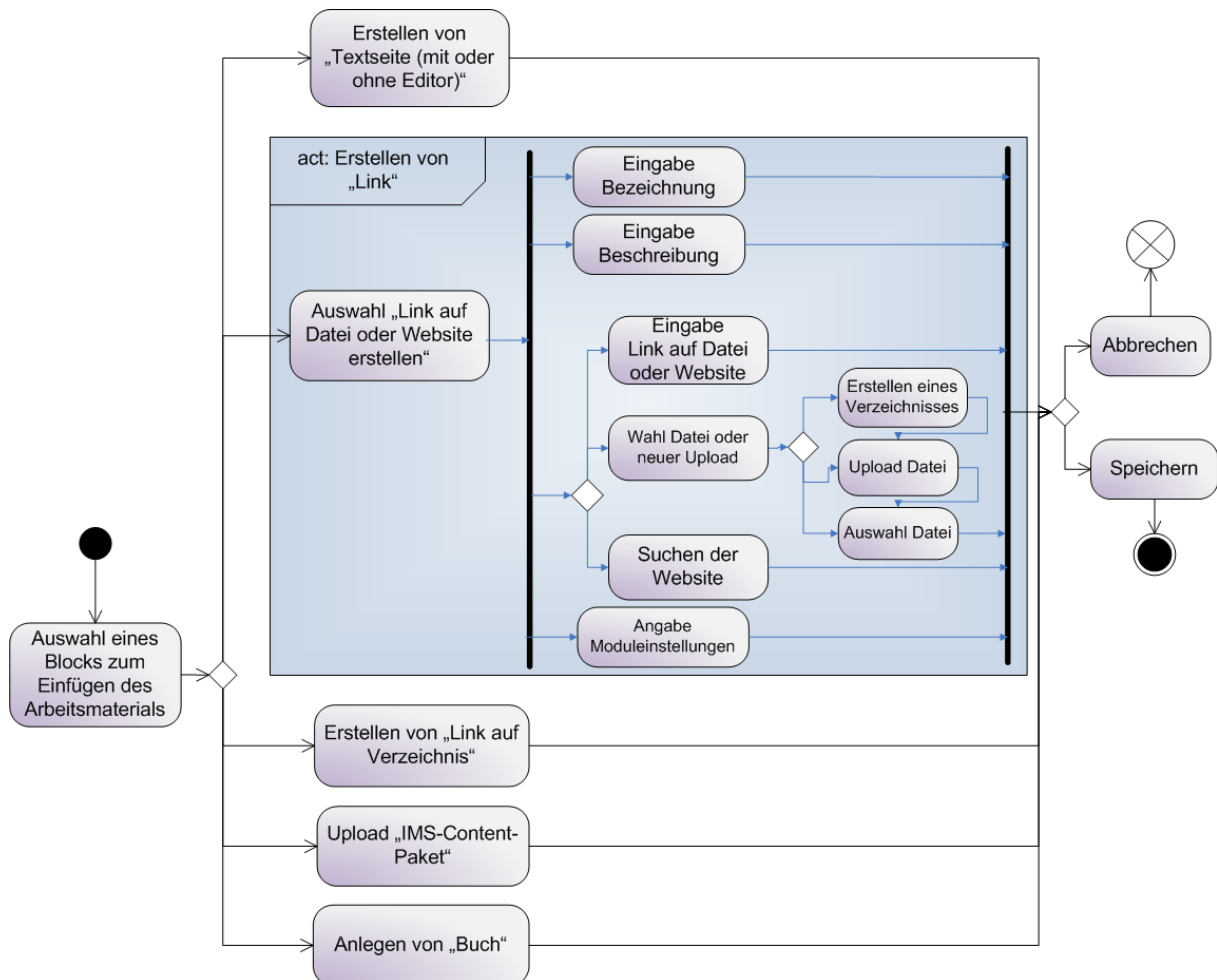 Erstellen von
„Textseite (mit oder
ohne Editor)“
act: Erstellen von
„Link“
Eingabe
Bezeichnung
Eingabe
Beschreibung
Auswahl „Link auf
Datei oder Website
erstellen“
Eingabe
Link auf Datei
oder Website
Erstellen eines
Verzeichnisses
Wahl Datei oder
neuer Upload
Upload Datei
Auswahl Datei
Suchen der
Website
Angabe
Moduleinstellungen
Abbrechen
Speichern
Auswahl eines
Blocks zum
Einfügen des
Arbeitsmaterials
Erstellen von „Link auf
Verzeichnis“
Upload „IMS-Content-
Paket“
Anlegen von „Buch“